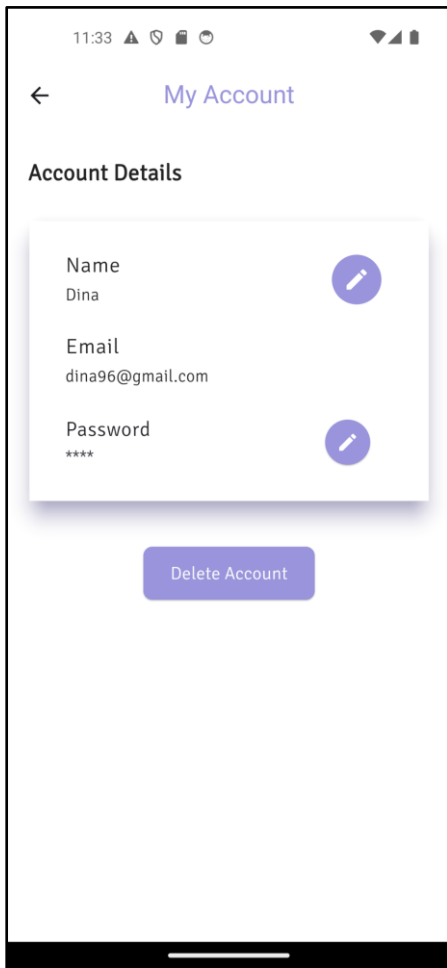 11:33
My Account
Account Details
Name
Dina
Email
dina96@gmail.com
Password
****
Delete Account